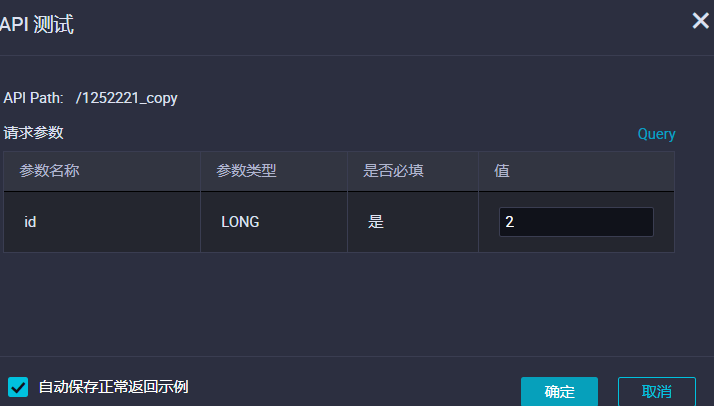 API 测试
API Path: /1252221_copy
请求参数 Query
参数名称 参数类型 是否必填 值
id LONG 是 2
自动保存正常返回示例 确定 取消